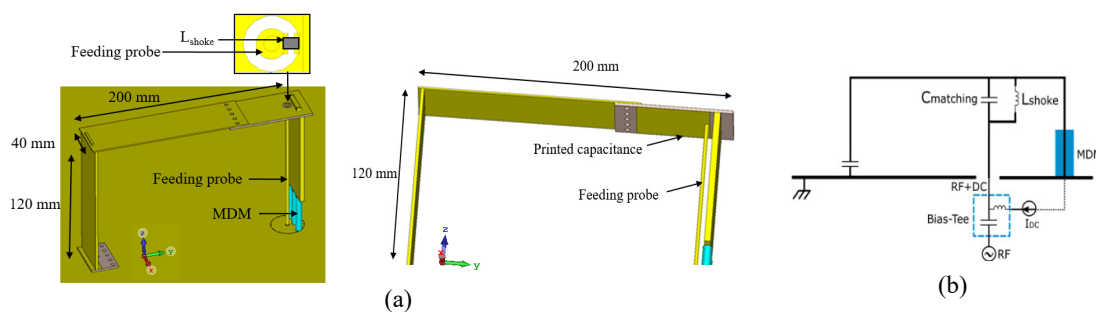 Lshoke
Feeding probe
200 mm
40 mm
120 mm
Feeding probe
MDM
z
y
x
200 mm
120 mm
Printed capacitance
Feeding probe
z
x
y
(a)
Cmatching
Lshoke
MDM
RF+DC
Bias-Tee
IDC
RF
(b)